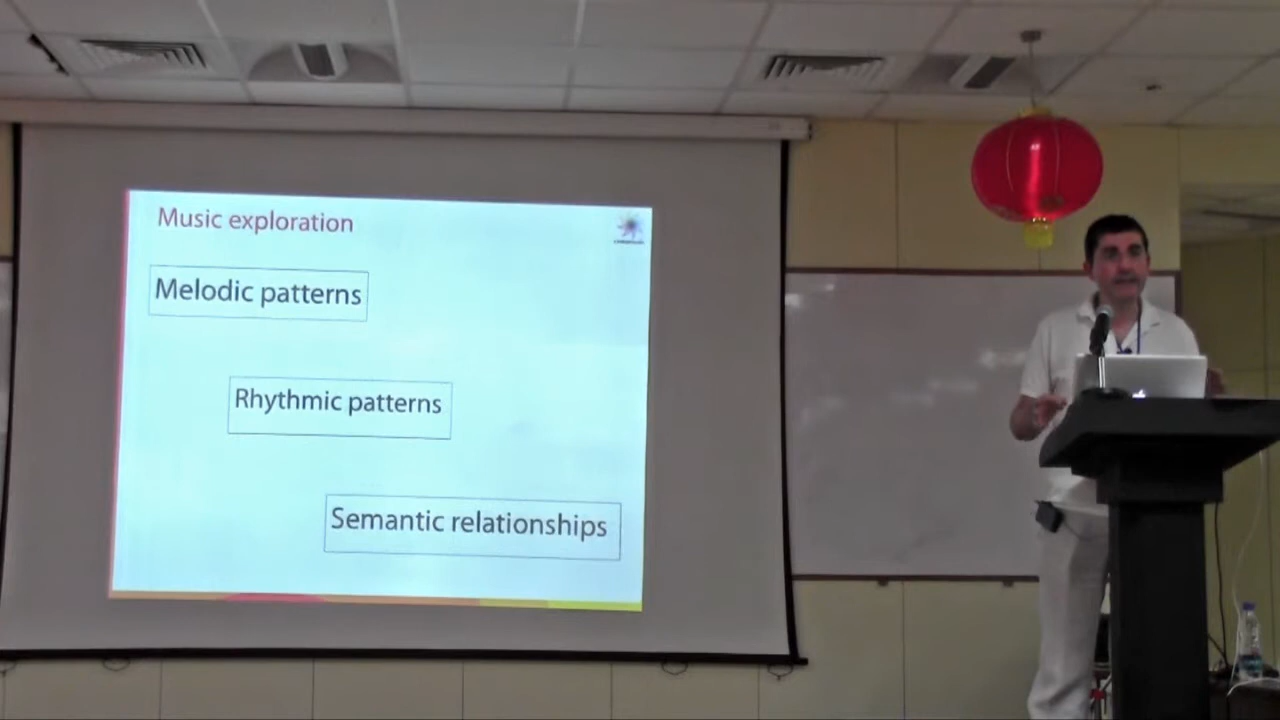 Music exploration
Melodic patterns
Rhythmic patterns
Semantic relationships